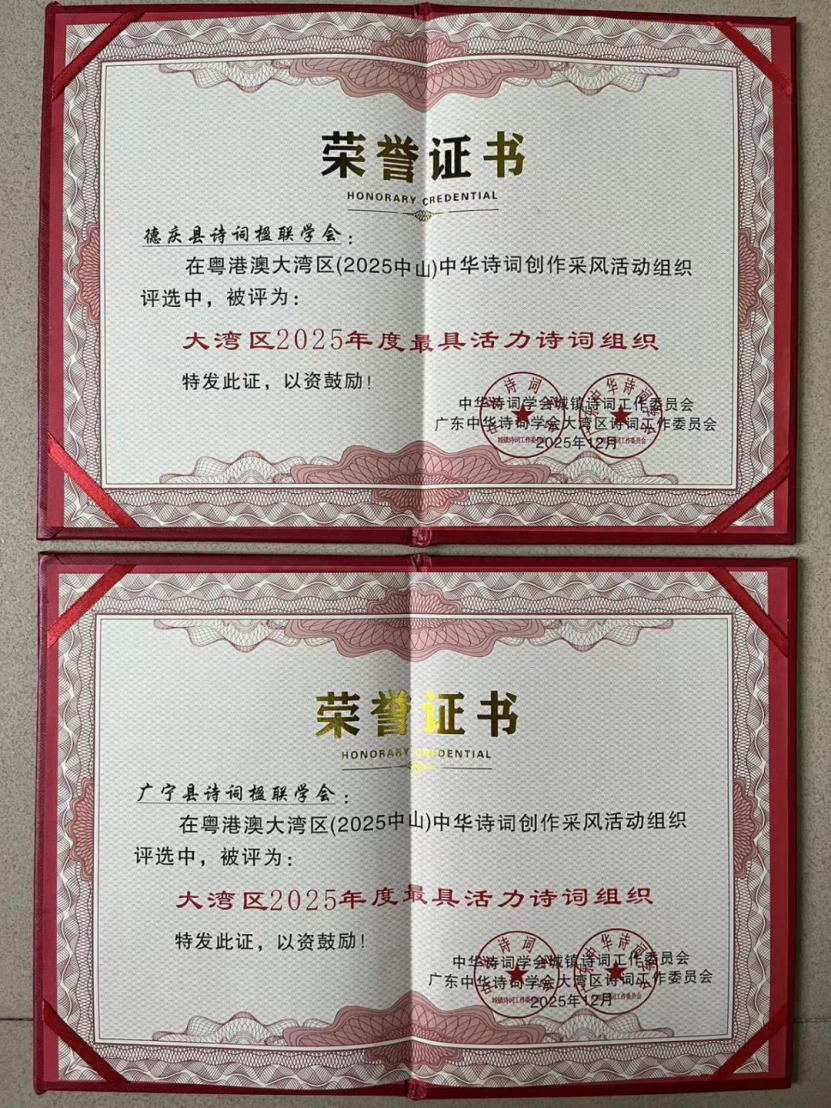 荣誉证书
HONORARY CREDENTIAL
德庆县诗词楹联学会：
在粤港澳大湾区(2025中山)中华诗词创作采风活动组织
评选中，被评为：
大湾区2025年度最具活力诗词组织
特发此证，以资鼓励！
中华诗词学会城镇诗词工作委员会
广东中华诗词学会大湾区诗词工作委员会
2025年12月
荣誉证书
HONORARY CREDENTIAL
广宁县诗词楹联学会：
在粤港澳大湾区(2025中山)中华诗词创作采风活动组织
评选中，被评为：
大湾区2025年度最具活力诗词组织
特发此证，以资鼓励！
中华诗词学会城镇诗词工作委员会
广东中华诗词学会大湾区诗词工作委员会
2025年12月